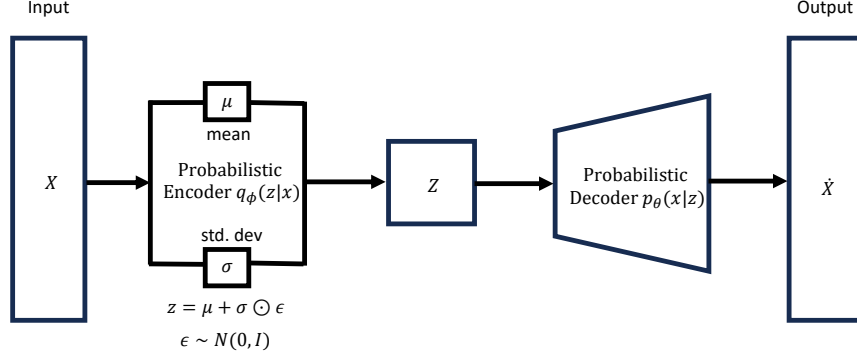 Input
Output
X
μ
mean
Probabilistic
Encoder qϕ(z|x)
std. dev
σ
z = μ + σ ⊙ ϵ
ϵ ~ N(0, I)
Z
Probabilistic
Decoder pθ(x|z)
Ẋ